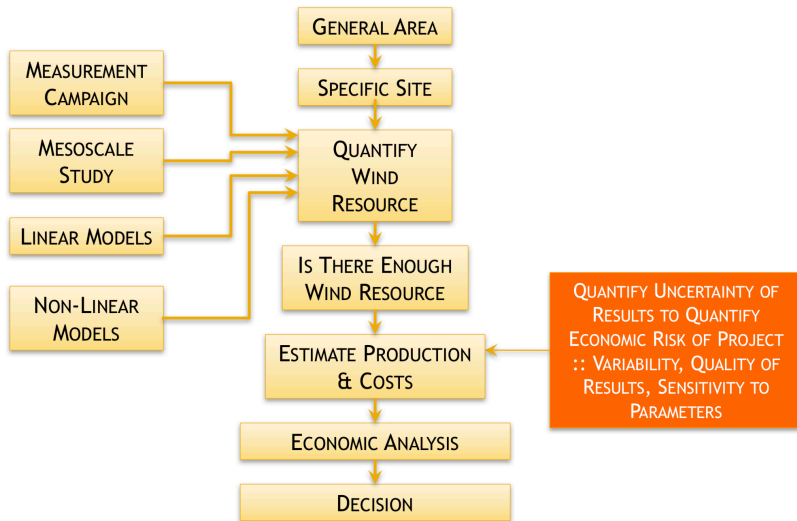 General Area
Measurement
Campaign
Specific Site
Mesoscale
Study
Quantify
Wind
Resource
Linear Models
Is There Enough
Wind Resource
Non-Linear
Models
Quantify Uncertainty of
Results to Quantify
Economic Risk of Project
:: Variability, Quality of
Results, Sensitivity to
Parameters
Estimate Production
& Costs
Economic Analysis
Decision